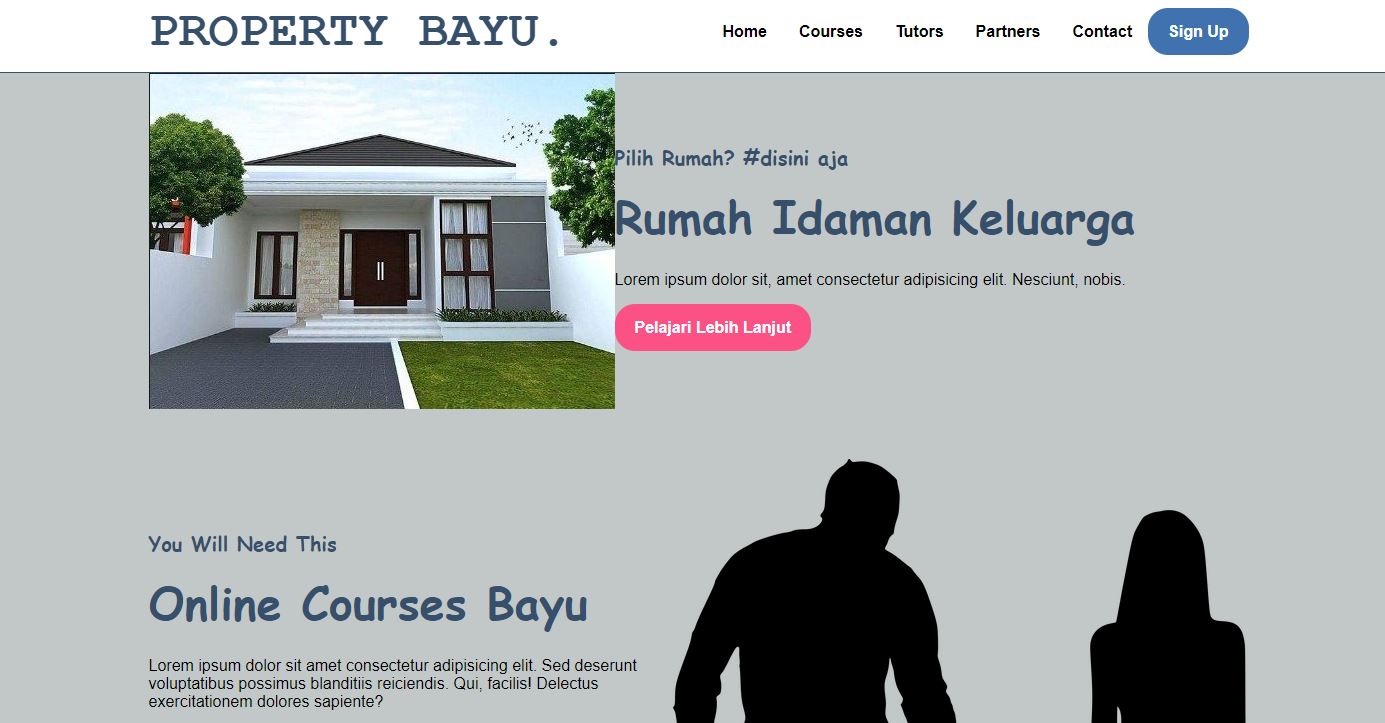 PROPERTY BAYU.
Home Courses Tutors Partners Contact Sign Up
Pilih Rumah? #disini aja
Rumah Idaman Keluarga
Lorem ipsum dolor sit, amet consectetur adipisicing elit. Nesciunt, nobis.
Pelajari Lebih Lanjut
You Will Need This
Online Courses Bayu
Lorem ipsum dolor sit amet consectetur adipisicing elit. Sed deserunt
voluptatibus possimus blanditiis reiciendis. Qui, facilis! Delectus
exercitationem dolores sapiente?